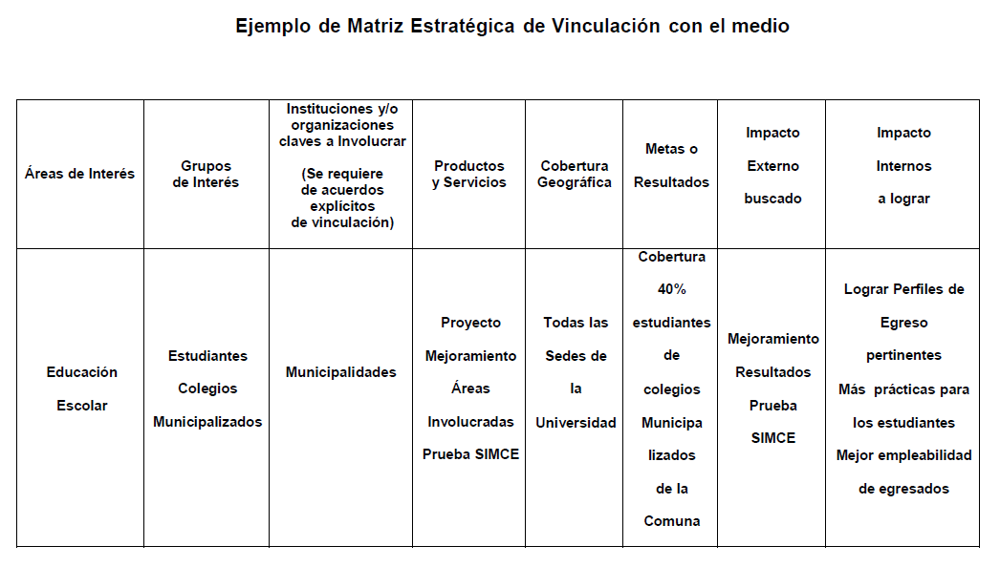 Ejemplo de Matriz Estratégica de Vinculación con el medio
Áreas de Interés
Grupos
de Interés
Instituciones y/o
organizaciones
claves a Involucrar
(Se requiere
de acuerdos
explícitos
de vinculación)
Productos
y Servicios
Cobertura
Geográfica
Metas o
Resultados
Impacto
Externo
buscado
Impacto
Internos
a lograr
Educación
Escolar
Estudiantes
Colegios
Municipalizados
Municipalidades
Proyecto
Mejoramiento
Áreas
Involucradas
Prueba SIMCE
Todas las
Sedes de
la
Universidad
Cobertura
40%
estudiantes
de
colegios
Municipa
lizados
de la
Comuna
Mejoramiento
Resultados
Prueba
SIMCE
Lograr Perfiles de
Egreso
pertinentes
Más prácticas para
los estudiantes
Mejor empleabilidad
de egresados